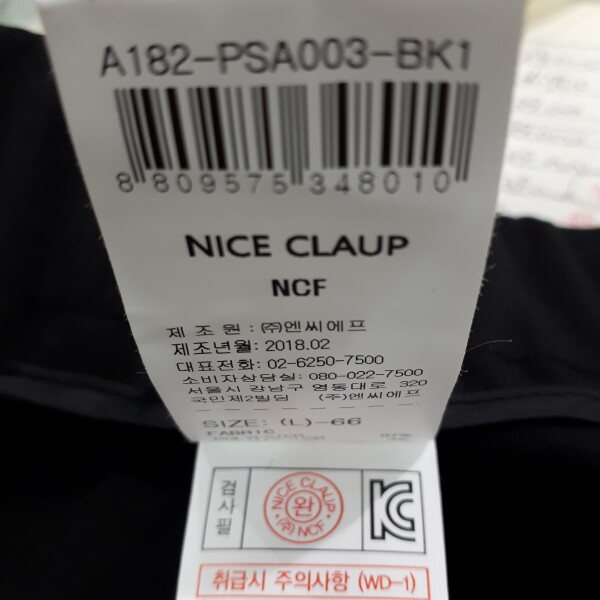 A182-PSA003-BK1
8 809575 348010
NICE CLAUP
NCF
제 조 원 : ㈜엔씨에프
제조년월: 2018.02
대표전화: 02-6250-7500
소비자상담실: 080-022-7500
서울시 강남구 영동대로 320
국민제2빌딩 (주)엔씨에프
SIZE: (L)-66
FABRIC
검사필
NICE CLAUP
완
㈜ NCF
KC
취급시 주의사항 (WD-1)